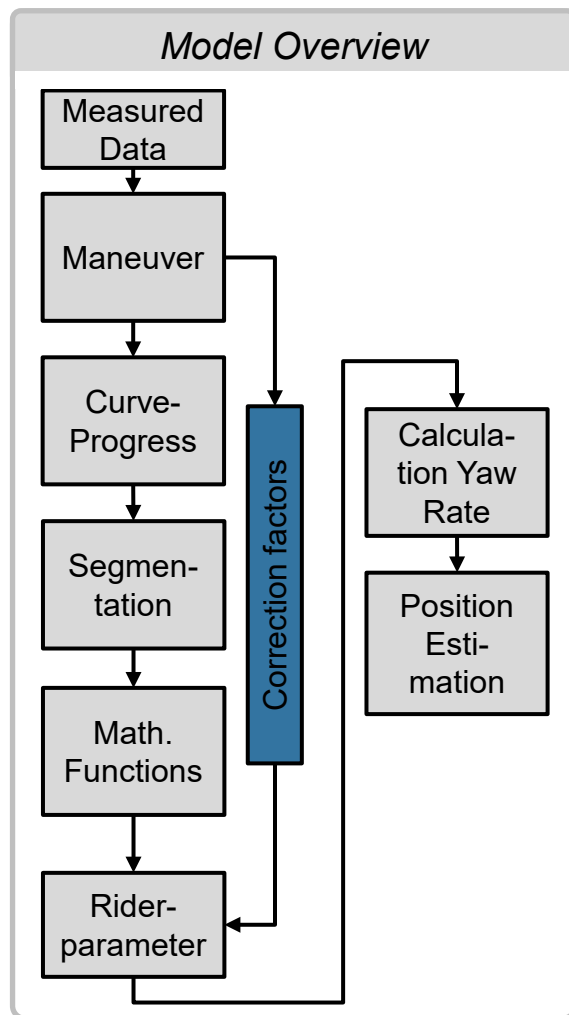 Model Overview
Measured
Data
Maneuver
Curve-
Progress
Segmen-
tation
Math.
Functions
Rider-
parameter
Correction factors
Calcula-
tion Yaw
Rate
Position
Esti-
mation